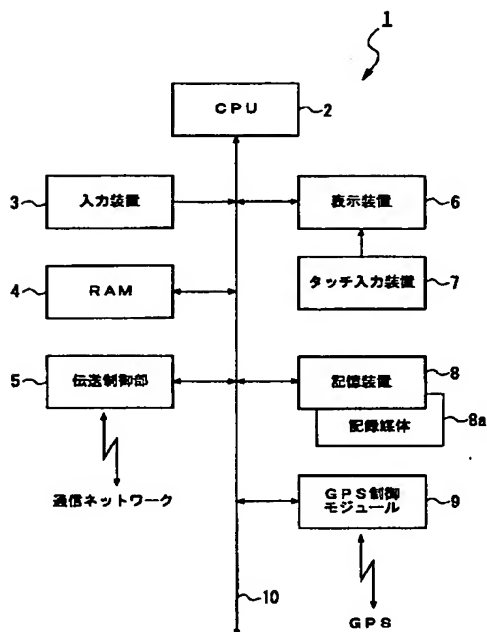 1
CPU
2
3
入力装置
表示装置
6
タッチ入力装置
7
4
RAM
5
伝送制御部
記憶装置
8
記録媒体
8a
通信ネットワーク
GPS制御
モジュール
9
10
GPS